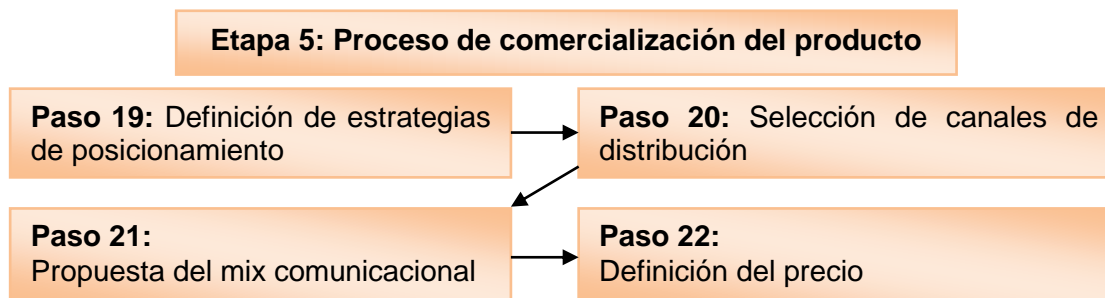 Etapa 5: Proceso de comercialización del producto
Paso 19: Definición de estrategias
de posicionamiento
Paso 20: Selección de canales de
distribución
Paso 21:
Propuesta del mix comunicacional
Paso 22:
Definición del precio